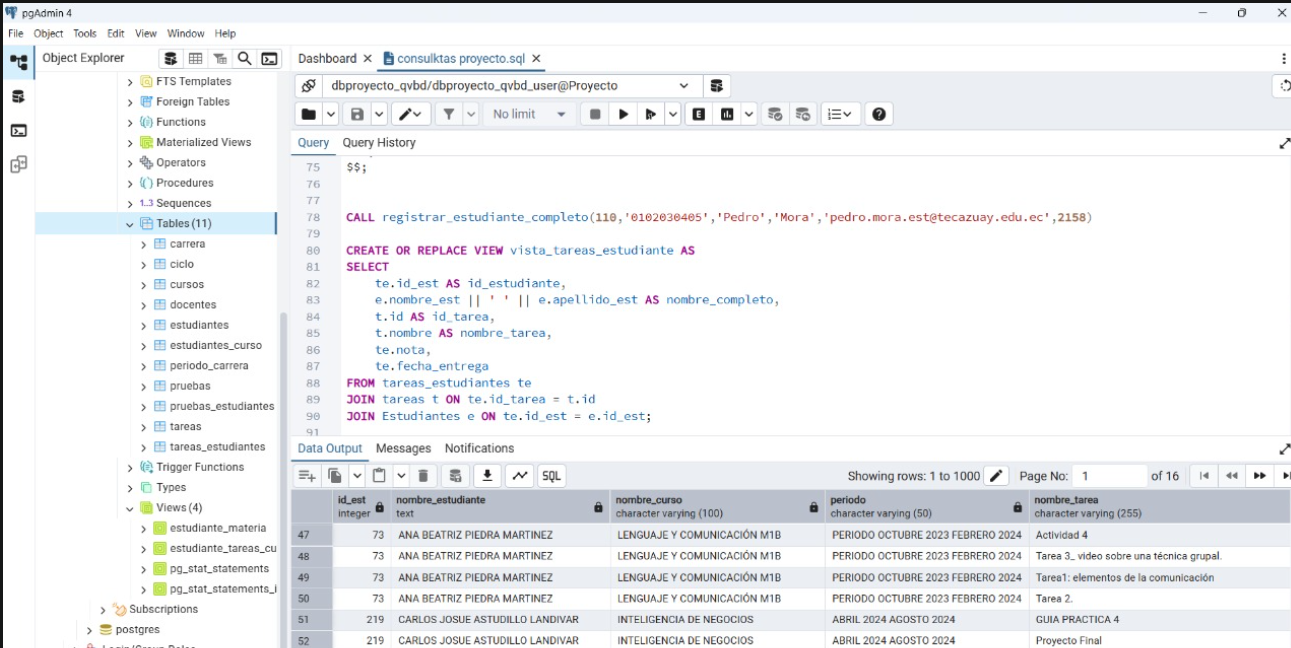 pgAdmin 4
File Object Tools Edit View Window Help
Object Explorer
Dashboard
consulktas proyecto.sql
FTS Templates
Foreign Tables
Functions
Materialized Views
Operators
Procedures
1..3 Sequences
Tables (11)
carrera
ciclo
cursos
docentes
estudiantes
estudiantes_curso
periodo_carrera
pruebas
pruebas_estudiantes
tareas
tareas_estudiantes
Trigger Functions
Types
Views (4)
estudiante_materia
estudiante_tareas_cu
pg_stat_statements
pg_stat_statements_i
Subscriptions
postgres
dbproyecto_qvbd/dbproyecto_qvbd_user@Proyecto
No limit
E
Query Query History
75 $$;
76
77
78 CALL registrar_estudiante_completo(110,'0102030405','Pedro','Mora','pedro.mora.est@tecazuay.edu.ec',2158)
79
80 CREATE OR REPLACE VIEW vista_tareas_estudiante AS
81 SELECT
82 te.id_est AS id_estudiante,
83 e.nombre_est || ' ' || e.apellido_est AS nombre_completo,
84 t.id AS id_tarea,
85 t.nombre AS nombre_tarea,
86 te.nota,
87 te.fecha_entrega
88 FROM tareas_estudiantes te
89 JOIN tareas t ON te.id_tarea = t.id
90 JOIN Estudiantes e ON te.id_est = e.id_est;
91
Data Output Messages Notifications
SQL
Showing rows: 1 to 1000 Page No: 1 of 16
id_est nombre_estudiante nombre_curso periodo nombre_tarea
integer text character varying (100) character varying (50) character varying (255)
47 73 ANA BEATRIZ PIEDRA MARTINEZ LENGUAJE Y COMUNICACIÓN M1B PERIODO OCTUBRE 2023 FEBRERO 2024 Actividad 4
48 73 ANA BEATRIZ PIEDRA MARTINEZ LENGUAJE Y COMUNICACIÓN M1B PERIODO OCTUBRE 2023 FEBRERO 2024 Tarea 3_ video sobre una técnica grupal.
49 73 ANA BEATRIZ PIEDRA MARTINEZ LENGUAJE Y COMUNICACIÓN M1B PERIODO OCTUBRE 2023 FEBRERO 2024 Tarea1: elementos de la comunicación
50 73 ANA BEATRIZ PIEDRA MARTINEZ LENGUAJE Y COMUNICACIÓN M1B PERIODO OCTUBRE 2023 FEBRERO 2024 Tarea 2.
51 219 CARLOS JOSUE ASTUDILLO LANDIVAR INTELIGENCIA DE NEGOCIOS ABRIL 2024 AGOSTO 2024 GUIA PRACTICA 4
52 219 CARLOS JOSUE ASTUDILLO LANDIVAR INTELIGENCIA DE NEGOCIOS ABRIL 2024 AGOSTO 2024 Proyecto Final